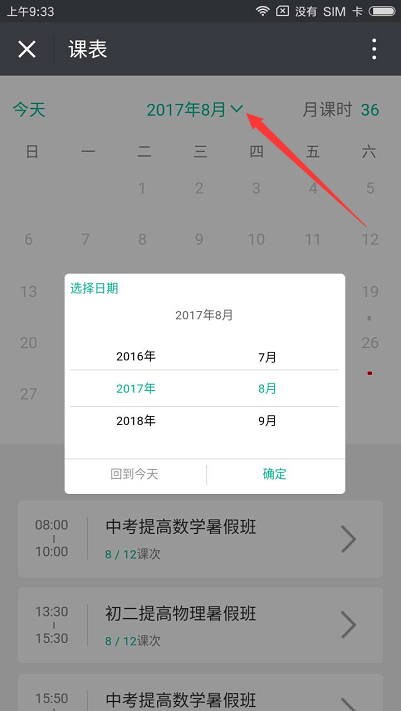 上午9:33 没有 SIM 卡
课表
今天 2017年8月 月课时 36
日 一 二 三 四 五 六
1 2 3 4 5
6 7 8 9 10 11 12
13 19
20 26
27
选择日期
2017年8月
2016年 7月
2017年 8月
2018年 9月
回到今天 确定
08:00
中考提高数学暑假班
10:00
8 / 12课次
13:30
初二提高物理暑假班
15:30
8 / 12课次
15:50
中考提高数学暑假班